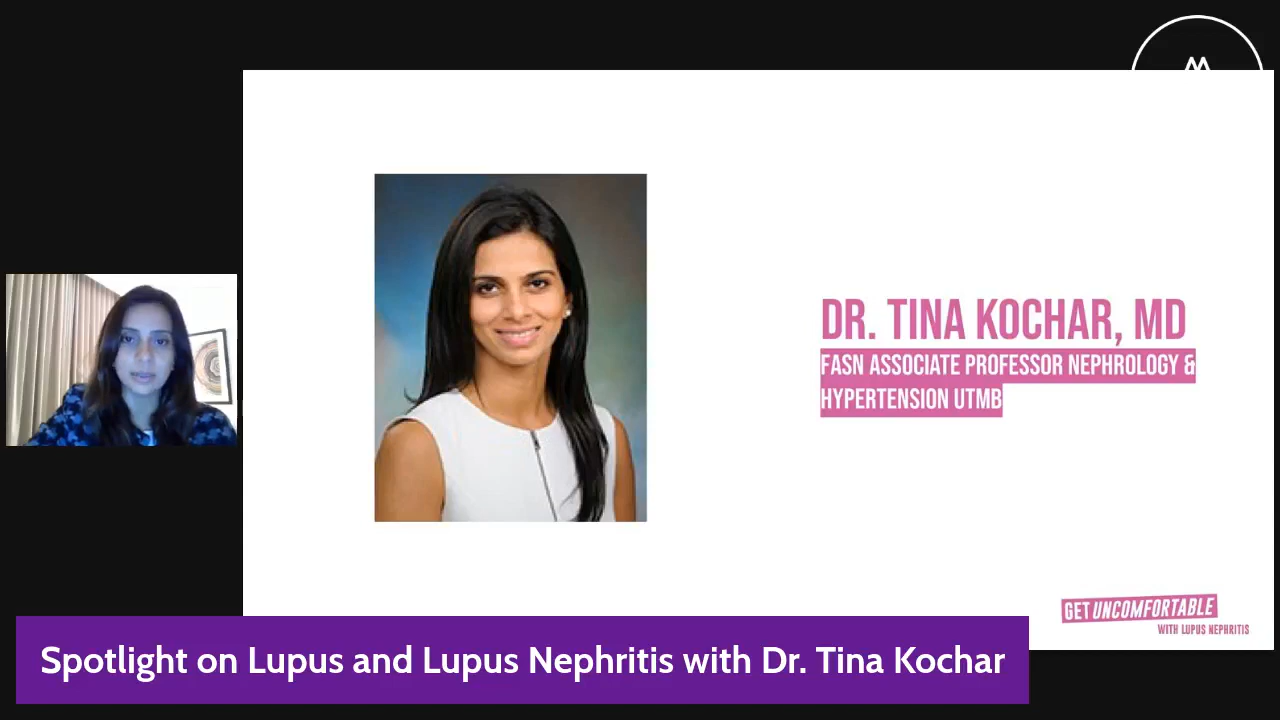 DR. TINA KOCHAR, MD
FASN ASSOCIATE PROFESSOR NEPHROLOGY &
HYPERTENSION UTMB
GET UNCOMFORTABLE
WITH LUPUS NEPHRITIS
Spotlight on Lupus and Lupus Nephritis with Dr. Tina Kochar